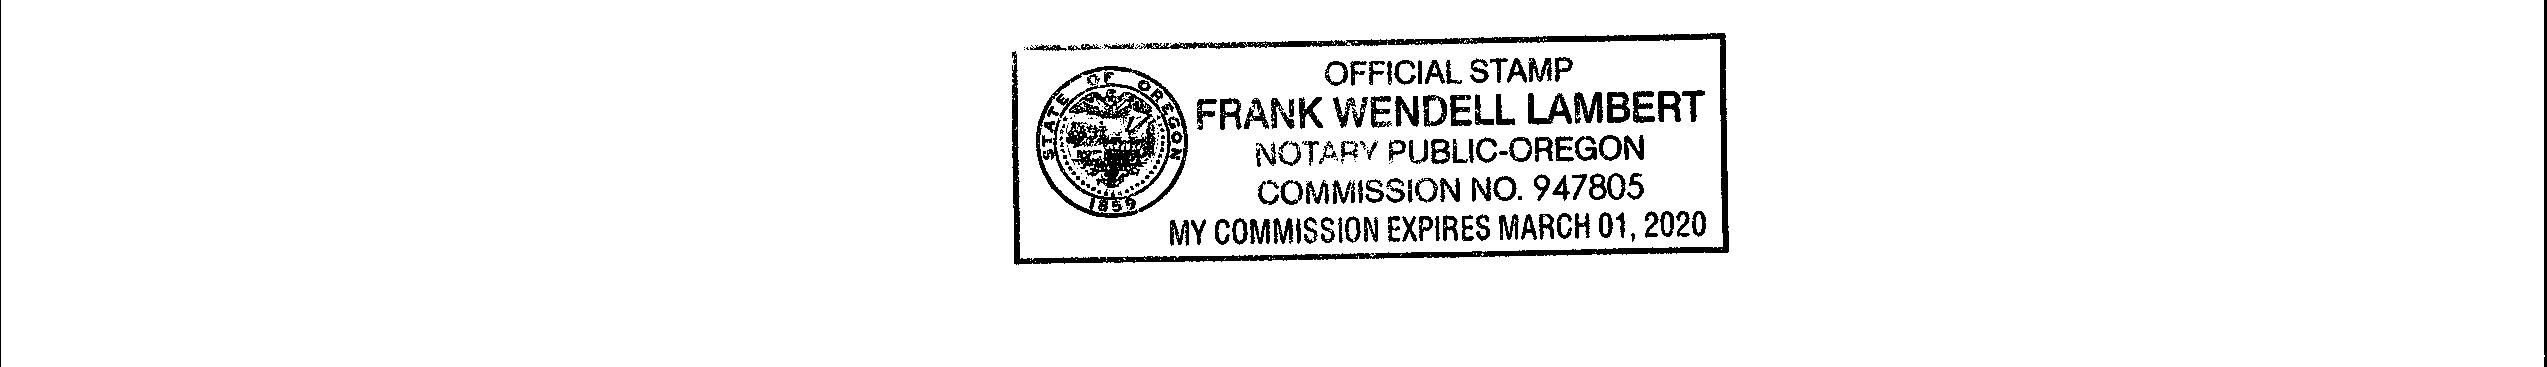 STATE OF OREGON
1859
OFFICIAL STAMP
FRANK WENDELL LAMBERT
NOTARY PUBLIC-OREGON
COMMISSION NO. 947805
MY COMMISSION EXPIRES MARCH 01, 2020